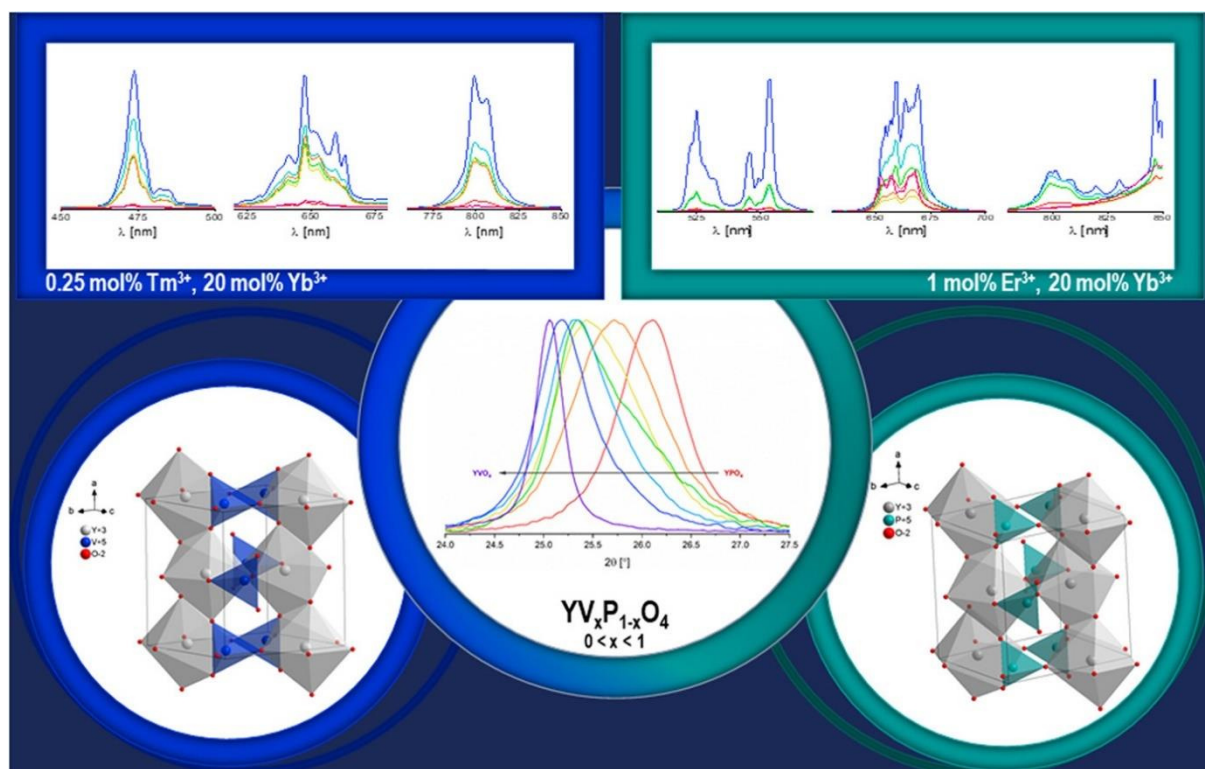 450 475 500 625 650 675 775 800 825 850
λ [nm] λ [nm] λ [nm]
0.25 mol% Tm³⁺, 20 mol% Yb³⁺
525 550 650 675 700 800 825 850
λ [nm] λ [nm] λ [nm]
1 mol% Er³⁺, 20 mol% Yb³⁺
YVO₄ YPO₄
24.0 24.5 25.0 25.5 26.0 26.5 27.0 27.5
2θ [°]
YVₓP₁₋ₓO₄
0 < x < 1
a
b c
Y+3
V+5
O-2
a
b c
Y+3
P+5
O-2